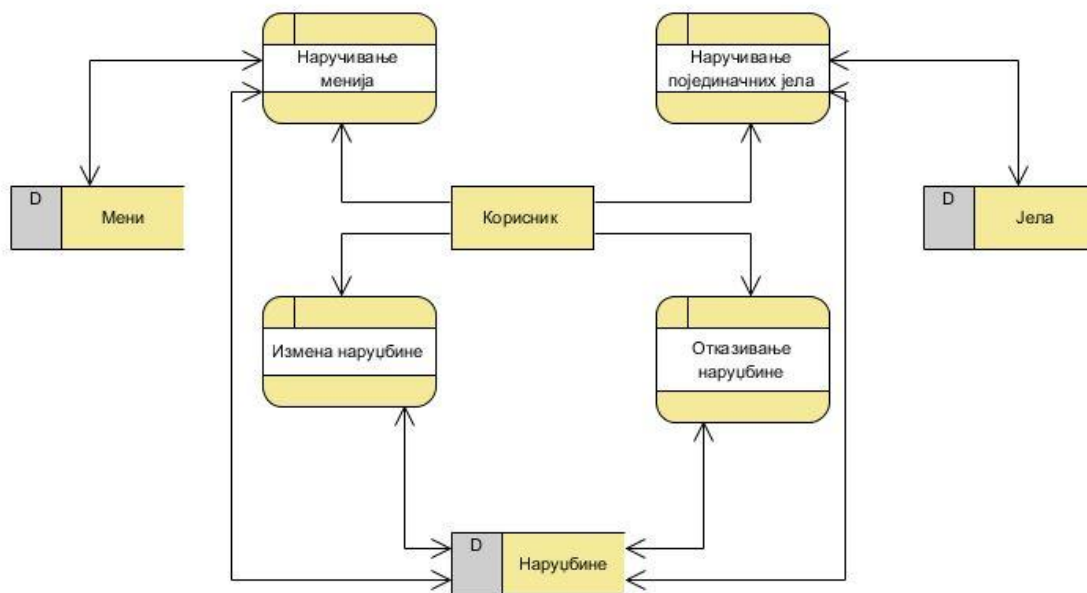 Наручивање
менија
Наручивање
појединачних јела
D
Мени
Корисник
D
Јела
Измена наруџбине
Отказивање
наруџбине
D
Наруџбине